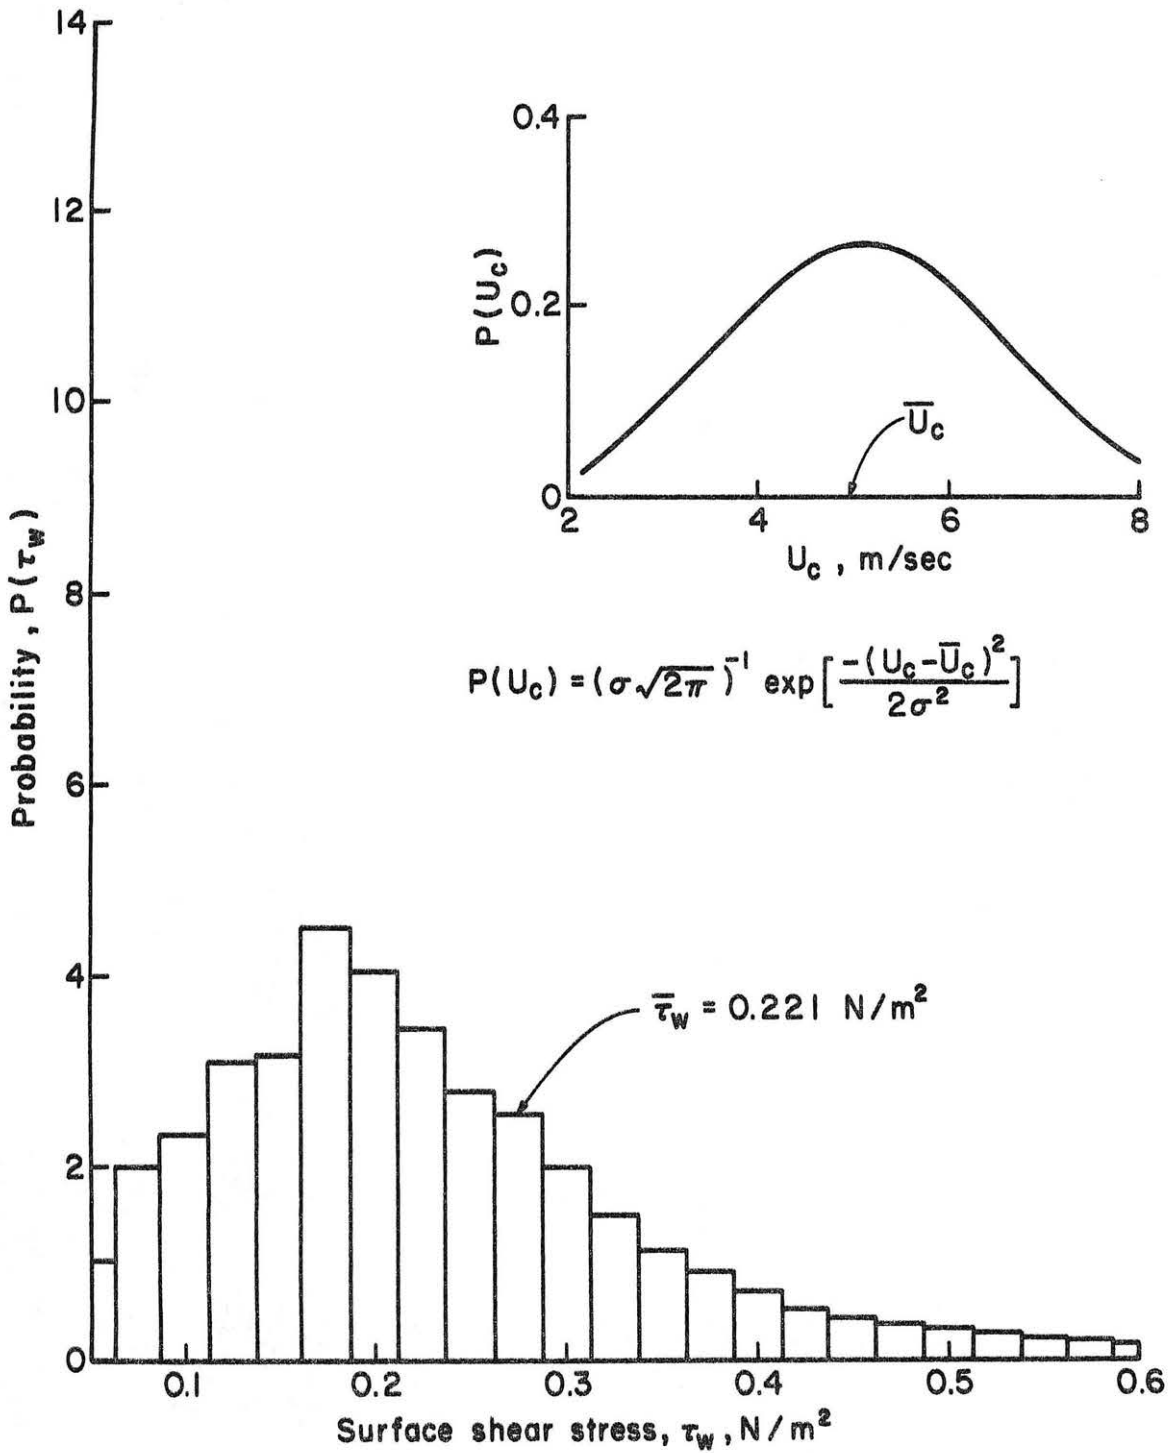 14
12
10
8
6
4
2
0
Probability, P(τw)
0.4
0.2
0
P(Uc)
U̅c
2 4 6 8
Uc, m/sec
P(Uc) = (σ√2π)⁻¹ exp[-(Uc-U̅c)²/2σ²]
τ̅w = 0.221 N/m²
0.1 0.2 0.3 0.4 0.5 0.6
Surface shear stress, τw, N/m²